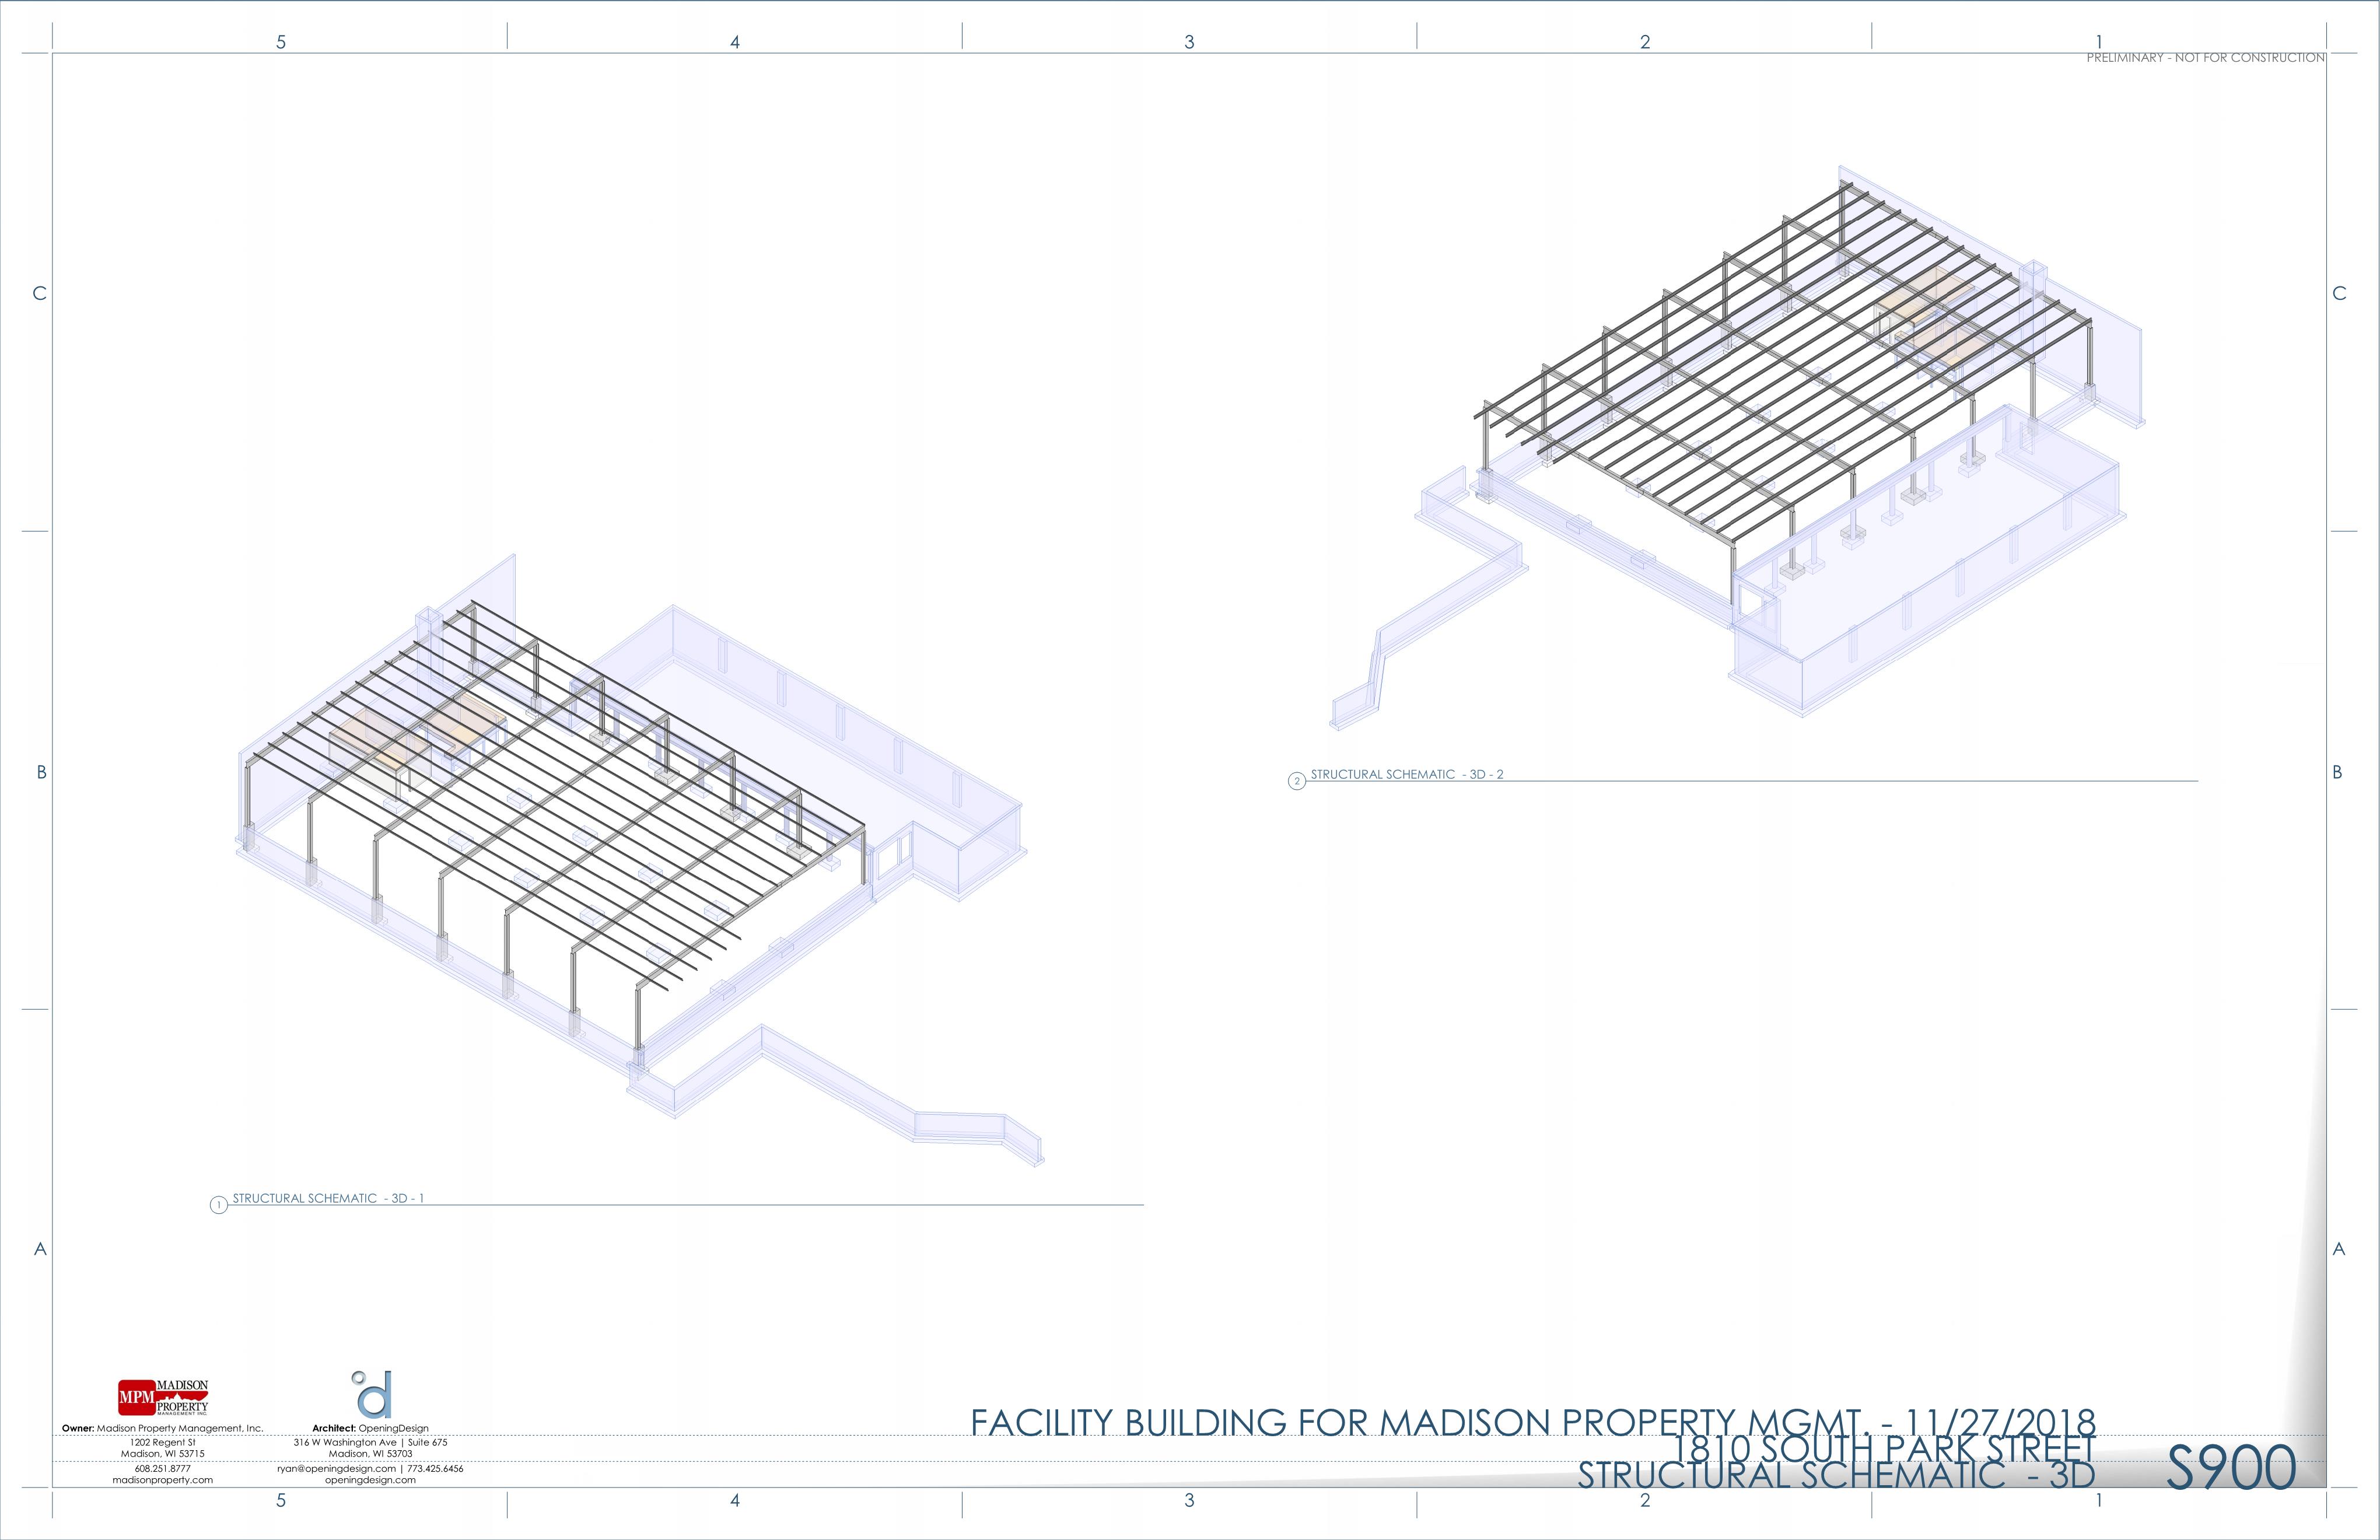 5 4 3 2 1
PRELIMINARY - NOT FOR CONSTRUCTION
C C
B B
2 STRUCTURAL SCHEMATIC - 3D - 2
1 STRUCTURAL SCHEMATIC - 3D - 1
A A
MPM MADISON
PROPERTY
MANAGEMENT INC.
Owner: Madison Property Management, Inc.
1202 Regent St
Madison, WI 53715
608.251.8777
madisonproperty.com
d
Architect: OpeningDesign
316 W Washington Ave | Suite 675
Madison, WI 53703
ryan@openingdesign.com | 773.425.6456
openingdesign.com
FACILITY BUILDING FOR MADISON PROPERTY MGMT. - 11/27/2018
1810 SOUTH PARK STREET
STRUCTURAL SCHEMATIC - 3D
S900
5 4 3 2 1